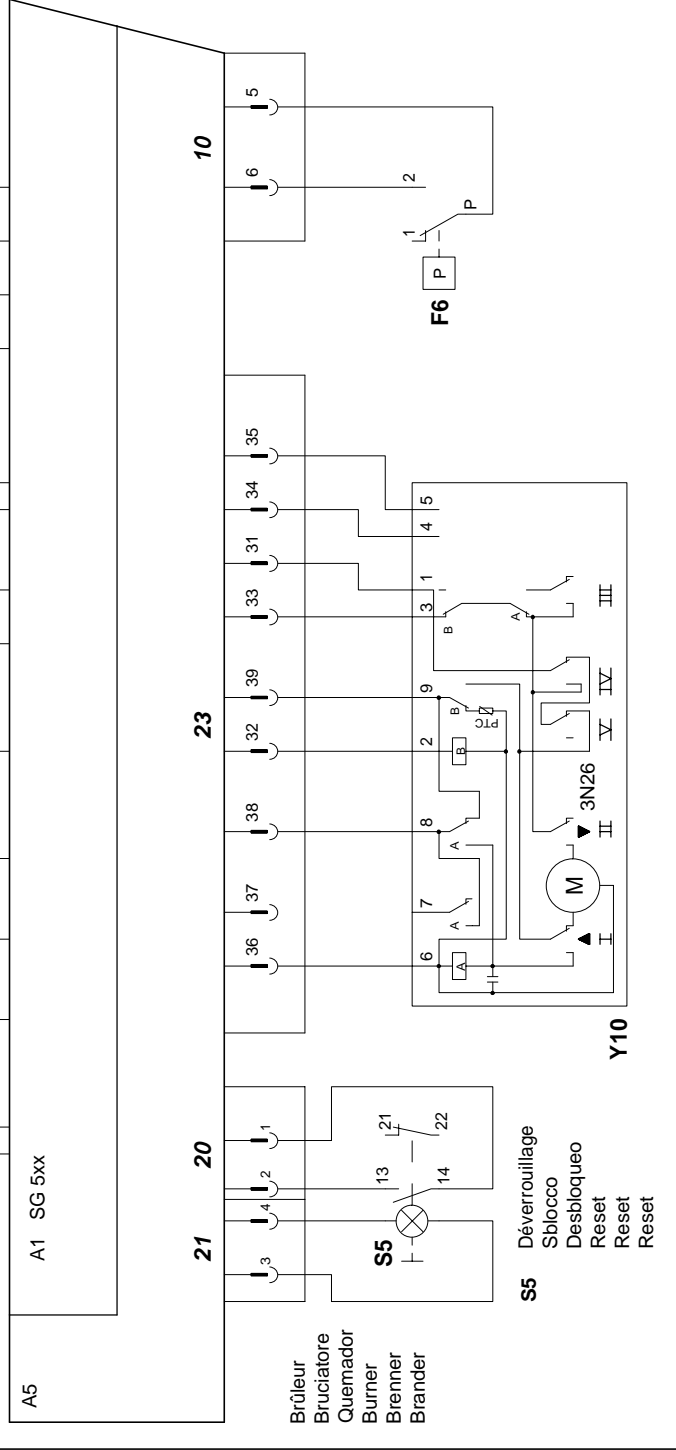 A5
A1 SG 5xx
21
20
23
10
3
4
2
1
36
37
38
32
39
33
31
34
35
6
5
S5
13
14
21
22
6
7
8
2
9
3
1
4
5
A
A
A
B
B
PTC
B
A
M
3N26
I
II
V
IV
III
Y10
F6
P
1
2
P
Brûleur
Bruciatore
Quemador
Burner
Brenner
Brander
S5
Déverrouillage
Sblocco
Desbloqueo
Reset
Reset
Reset